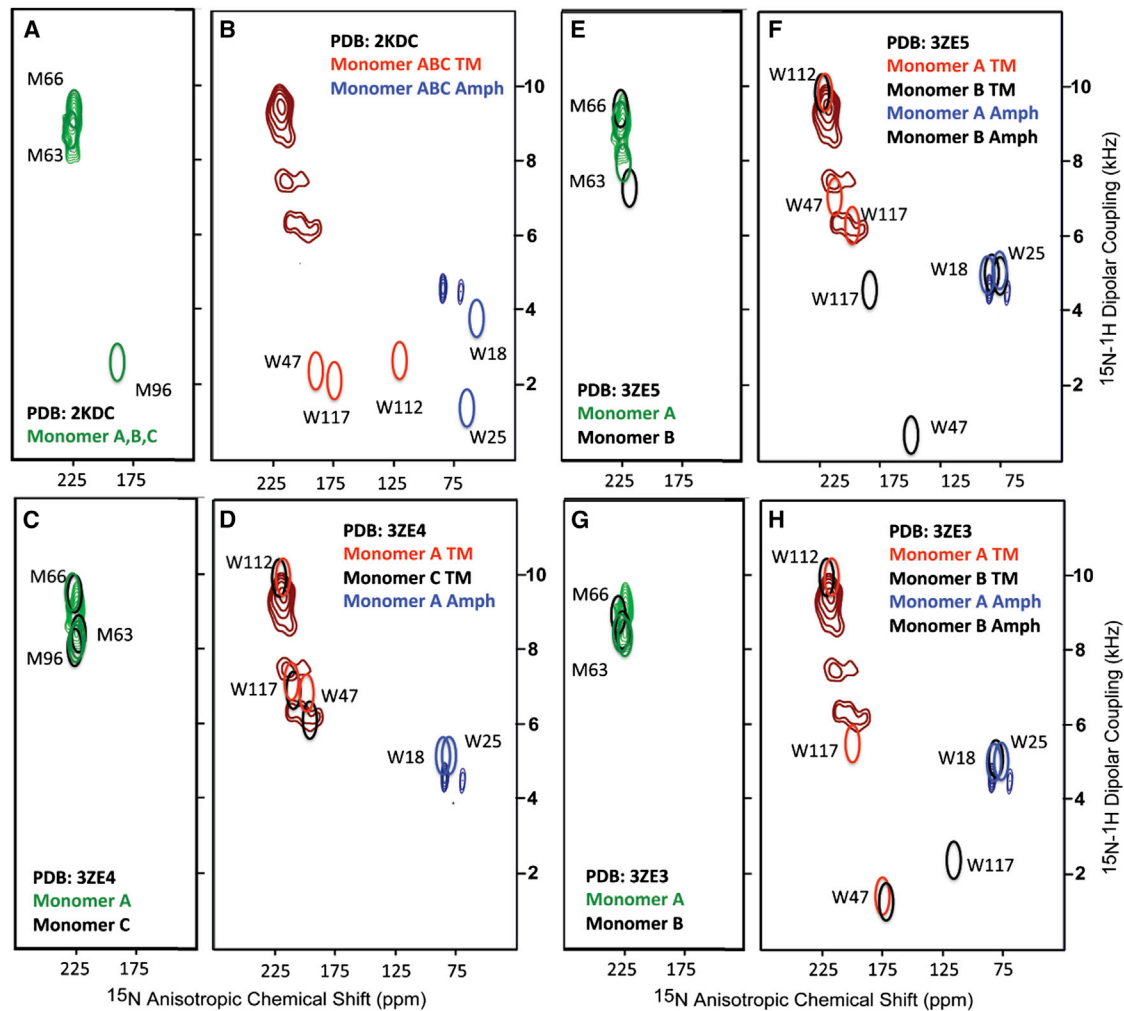 A
M66
M63
M96
PDB: 2KDC
Monomer A,B,C
225
175
B
PDB: 2KDC
Monomer ABC TM
Monomer ABC Amph
W47
W117
W112
W18
W25
10
8
6
4
2
225
175
125
75
E
M66
M63
PDB: 3ZE5
Monomer A
Monomer B
225
175
F
PDB: 3ZE5
Monomer A TM
Monomer B TM
Monomer A Amph
Monomer B Amph
W112
W47
W117
W117
W18
W25
W47
10
8
6
4
2
225
175
125
75
15N-1H Dipolar Coupling (kHz)
C
M66
M63
M96
PDB: 3ZE4
Monomer A
Monomer C
225
175
D
PDB: 3ZE4
Monomer A TM
Monomer C TM
Monomer A Amph
W112
W117
W47
W18
W25
10
8
6
4
2
225
175
125
75
15N Anisotropic Chemical Shift (ppm)
G
M66
M63
PDB: 3ZE3
Monomer A
Monomer B
225
175
H
PDB: 3ZE3
Monomer A TM
Monomer B TM
Monomer A Amph
Monomer B Amph
W112
W117
W18
W25
W117
W47
10
8
6
4
2
225
175
125
75
15N-1H Dipolar Coupling (kHz)
15N Anisotropic Chemical Shift (ppm)